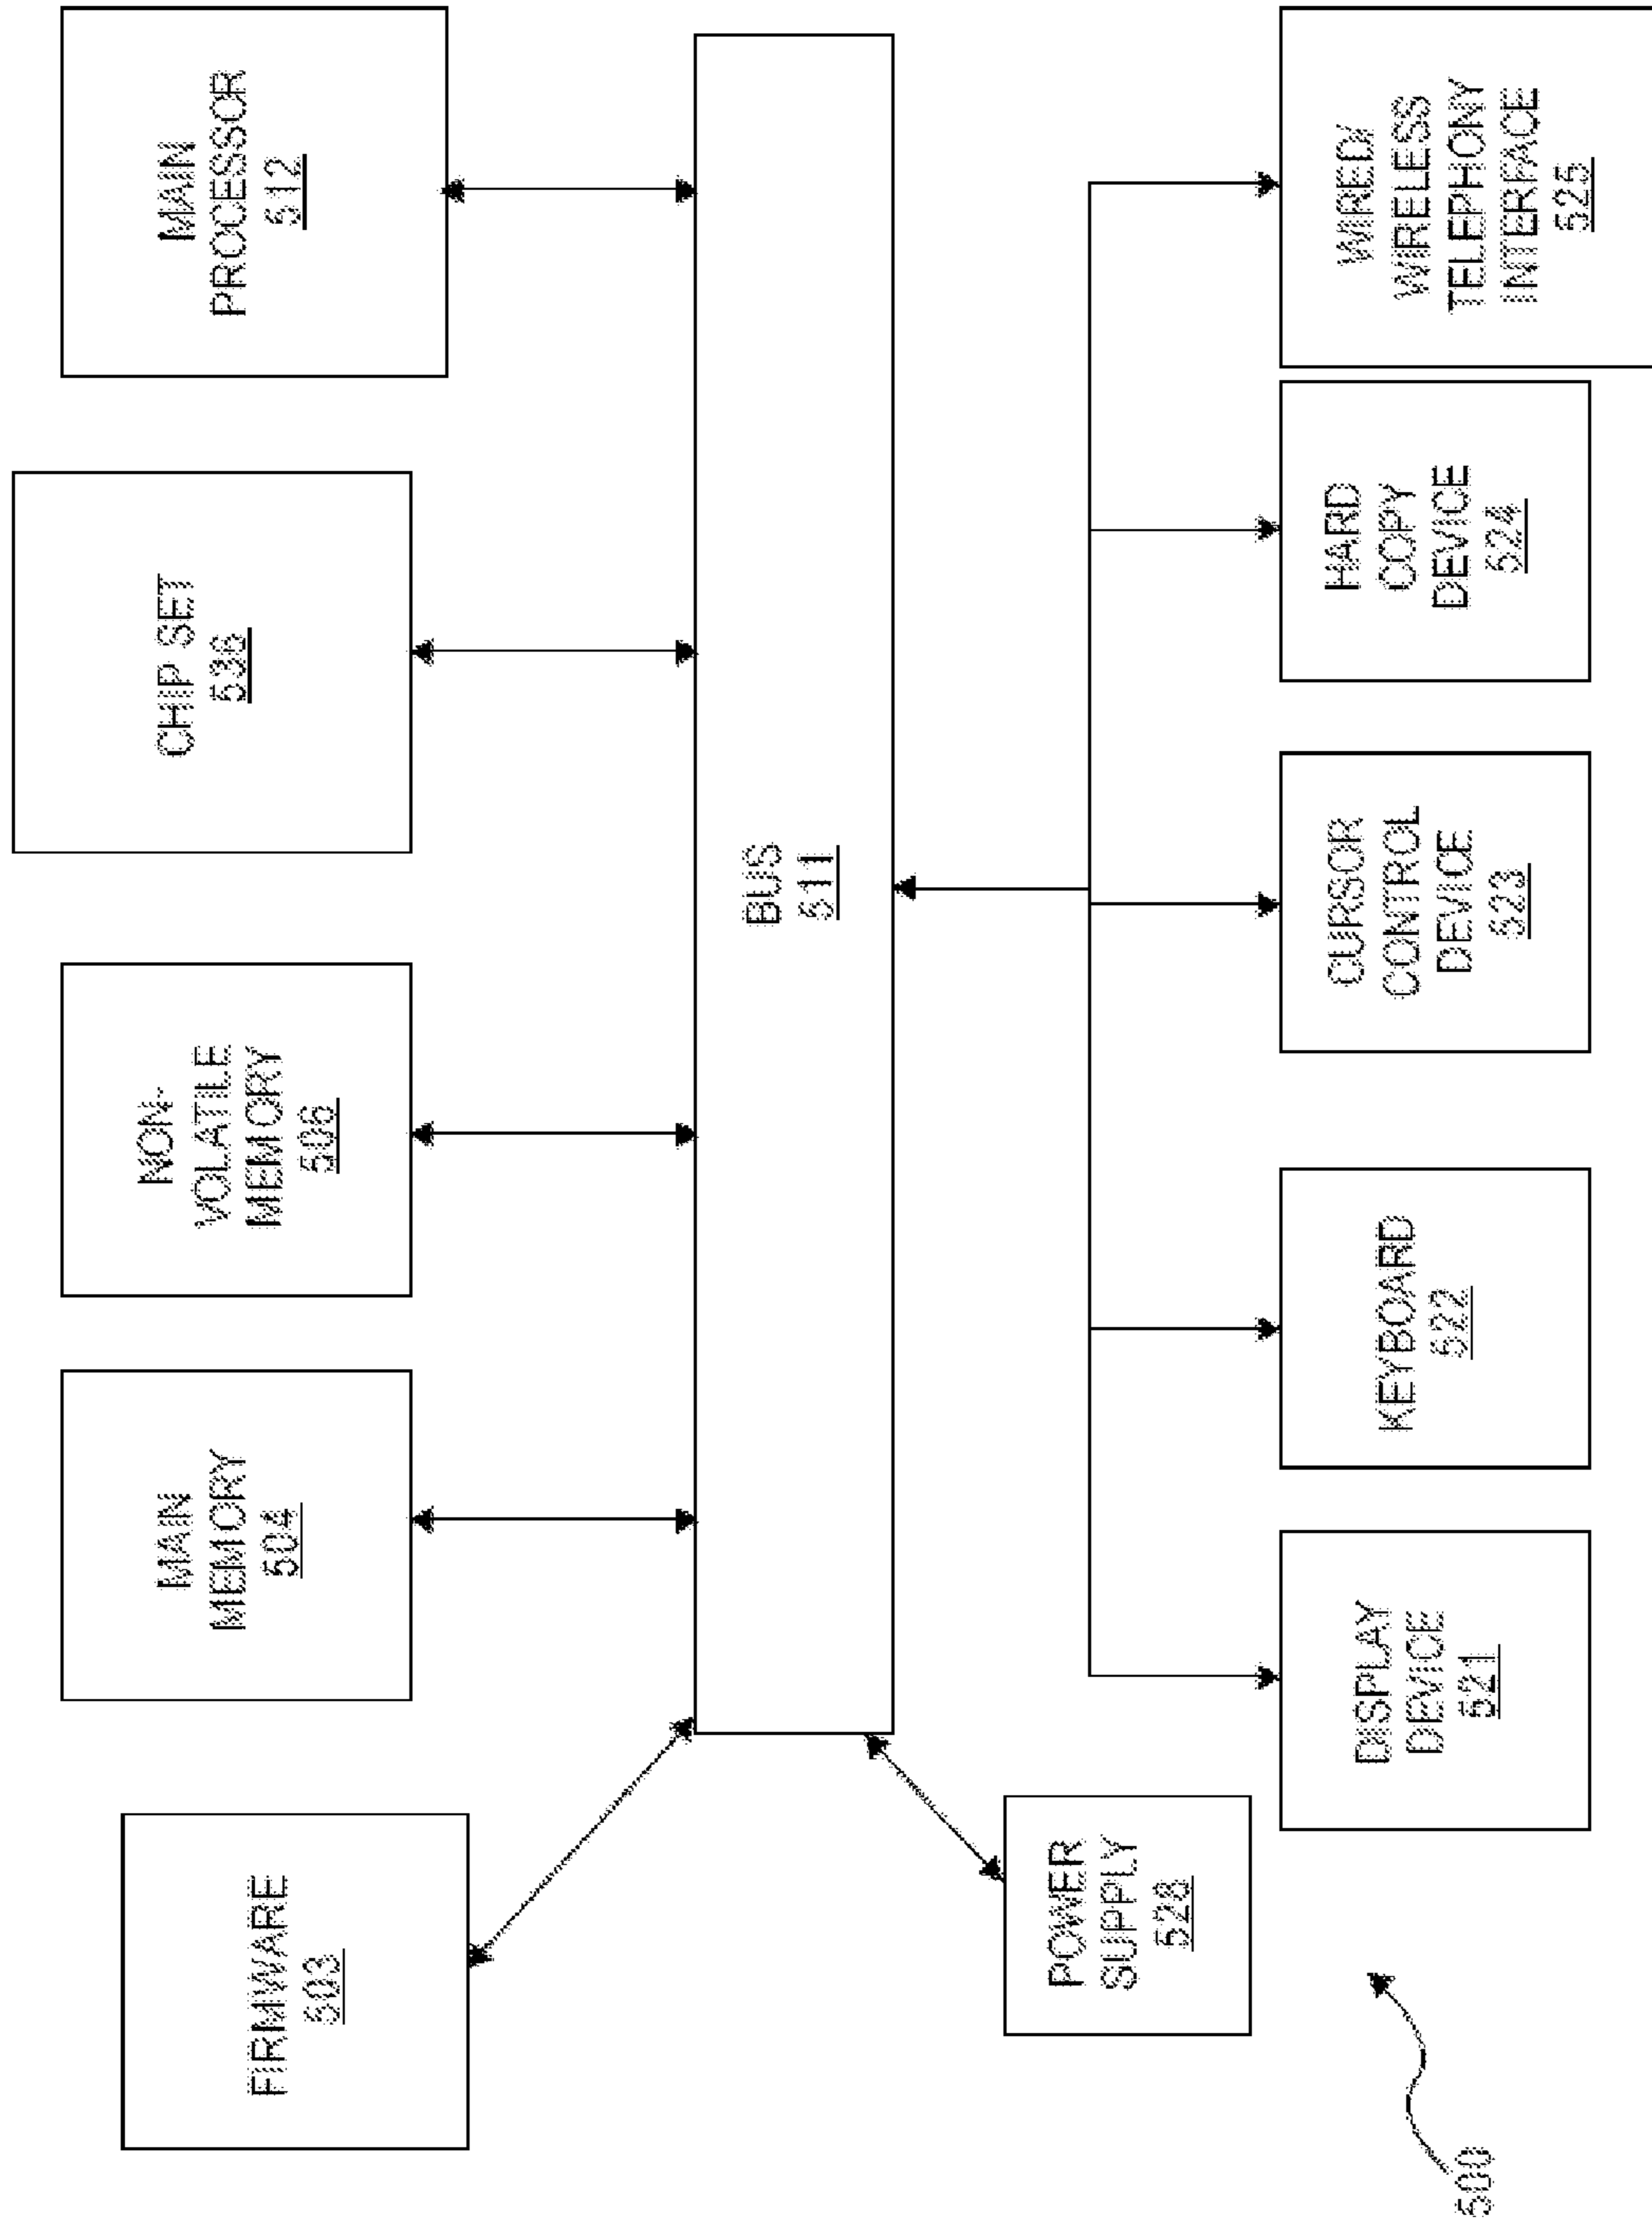 FIRMWARE
503
MAIN
MEMORY
504
NON-
VOLATILE
MEMORY
506
CHIP SET
536
MAIN
PROCESSOR
512
BUS
511
POWER
SUPPLY
528
DISPLAY
DEVICE
521
KEYBOARD
522
CURSOR
CONTROL
DEVICE
523
HARD
COPY
DEVICE
524
WIRED/
WIRELESS
TELEPHONY
INTERFACE
525
500